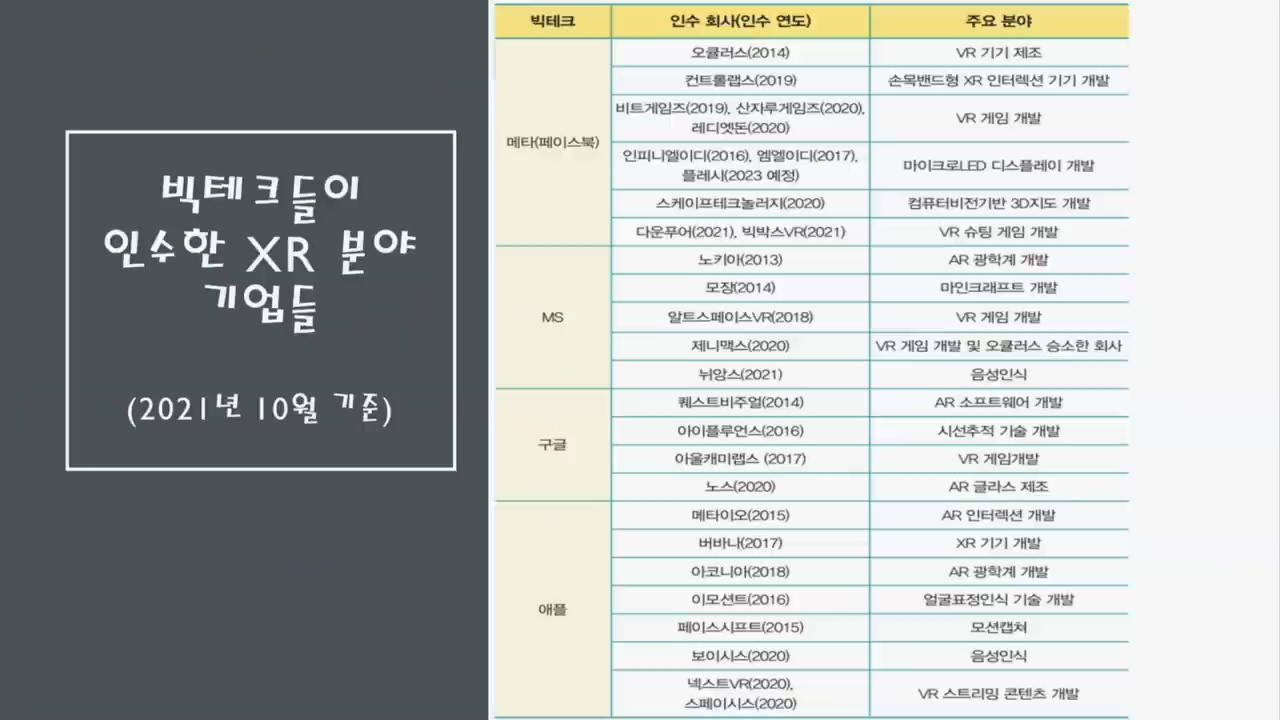 빅테크들이
인수한 XR 분야
기업들
(2021년 10월 기준)
빅테크 인수 회사(인수 연도) 주요 분야
메타(페이스북)
오큘러스(2014) VR 기기 제조
컨트롤랩스(2019) 손목밴드형 XR 인터렉션 기기 개발
비트게임즈(2019), 산자루게임즈(2020),
레디엣돈(2020)
VR 게임 개발
인피니엘이디(2016), 엠엘이디(2017),
플레시(2023 예정)
마이크로LED 디스플레이 개발
스케이프테크놀러지(2020) 컴퓨터비전기반 3D지도 개발
다운푸어(2021), 빅박스VR(2021) VR 슈팅 게임 개발
MS
노키아(2013) AR 광학계 개발
모장(2014) 마인크래프트 개발
알트스페이스VR(2018) VR 게임 개발
제니맥스(2020) VR 게임 개발 및 오큘러스 승소한 회사
뉘앙스(2021) 음성인식
구글
퀘스트비주얼(2014) AR 소프트웨어 개발
아이플루언스(2016) 시선추적 기술 개발
아울캐미랩스 (2017) VR 게임개발
노스(2020) AR 글라스 제조
애플
메타이오(2015) AR 인터렉션 개발
버바나(2017) XR 기기 개발
아코니아(2018) AR 광학계 개발
이모션트(2016) 얼굴표정인식 기술 개발
페이스시프트(2015) 모션캡쳐
보이시스(2020) 음성인식
넥스트VR(2020),
스페이시스(2020)
VR 스트리밍 콘텐츠 개발